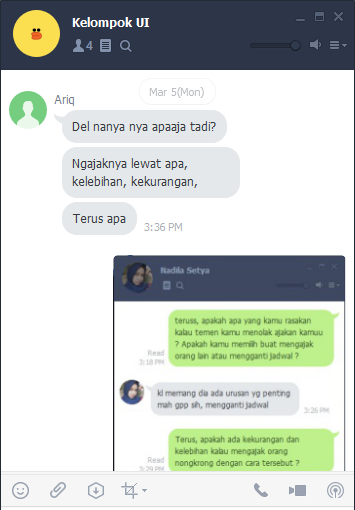 Kelompok UI
4
Mar 5(Mon)
Ariq
Del nanya nya apaaja tadi?
Ngajaknya lewat apa,
kelebihan, kekurangan,
Terus apa
3:36 PM
Nadila Setya
teruss, apakah apa yang kamu rasakan
kalau temen kamu menolak ajakan kamuu
? Apakah kamu memilih buat mengajak
orang lain atau mengganti jadwal ?
Read
3:18 PM
kl memang dia ada urusan yg penting
mah gpp sih, mengganti jadwal
3:26 PM
Terus, apakah ada kekurangan dan
kelebihan kalau mengajak orang
nongkrong dengan cara tersebut ?
Read
3:29 PM